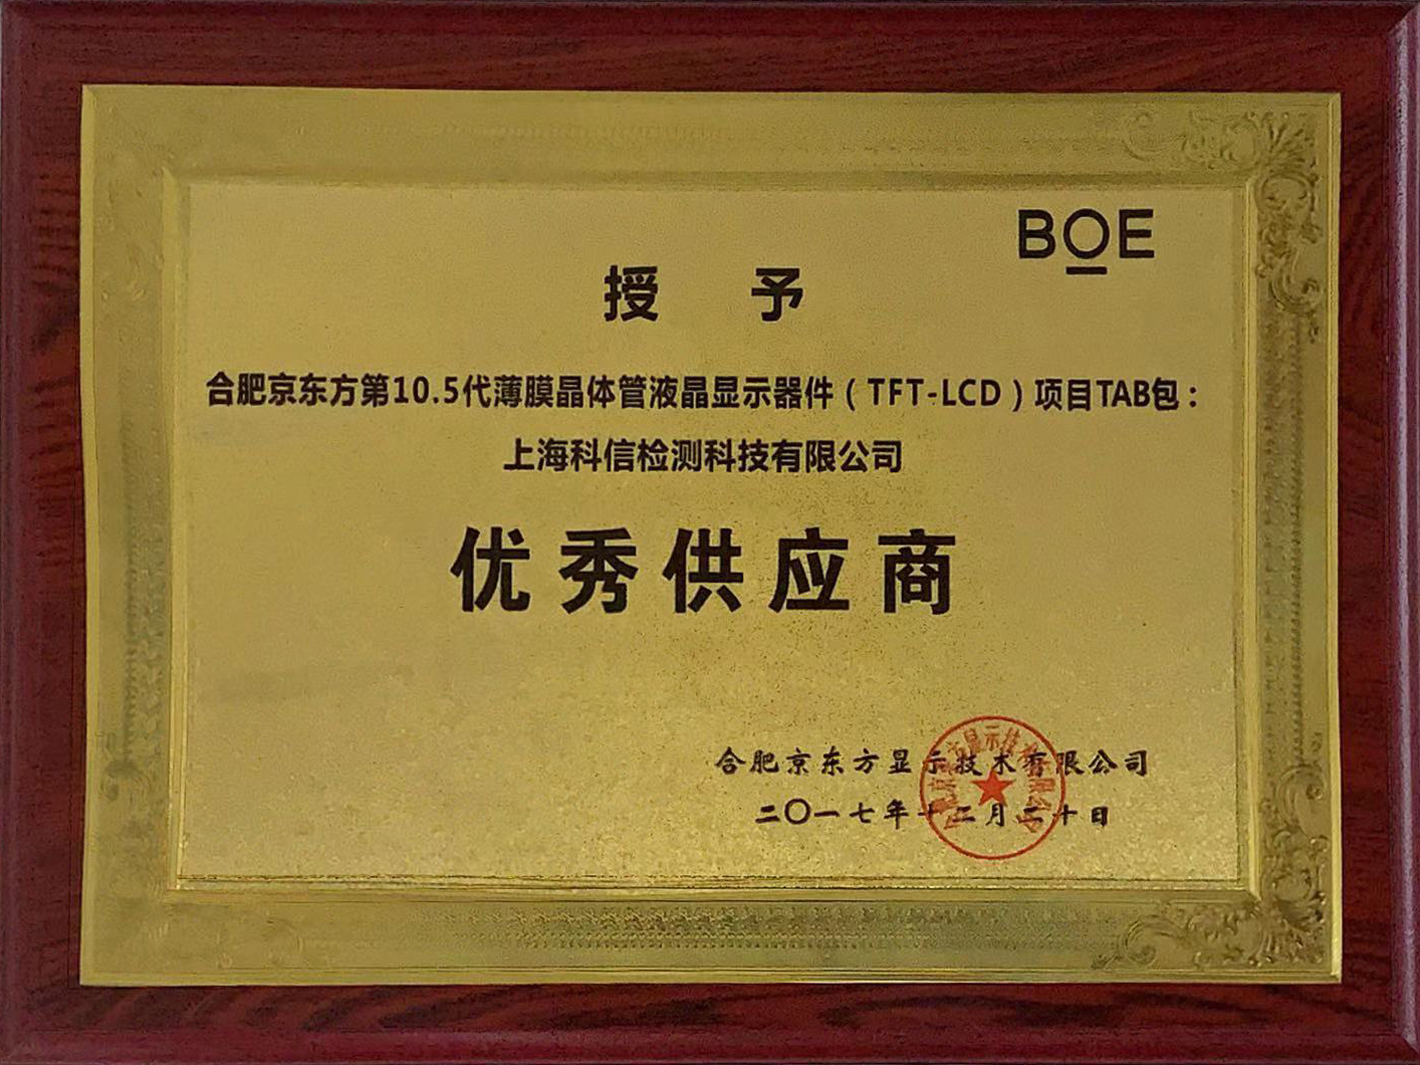 BOE
授 予
合肥京东方第10.5代薄膜晶体管液晶显示器件（TFT-LCD）项目TAB包：
上海科信检测科技有限公司
优秀供应商
合肥京东方显示技术有限公司
二〇一七年十二月二十日